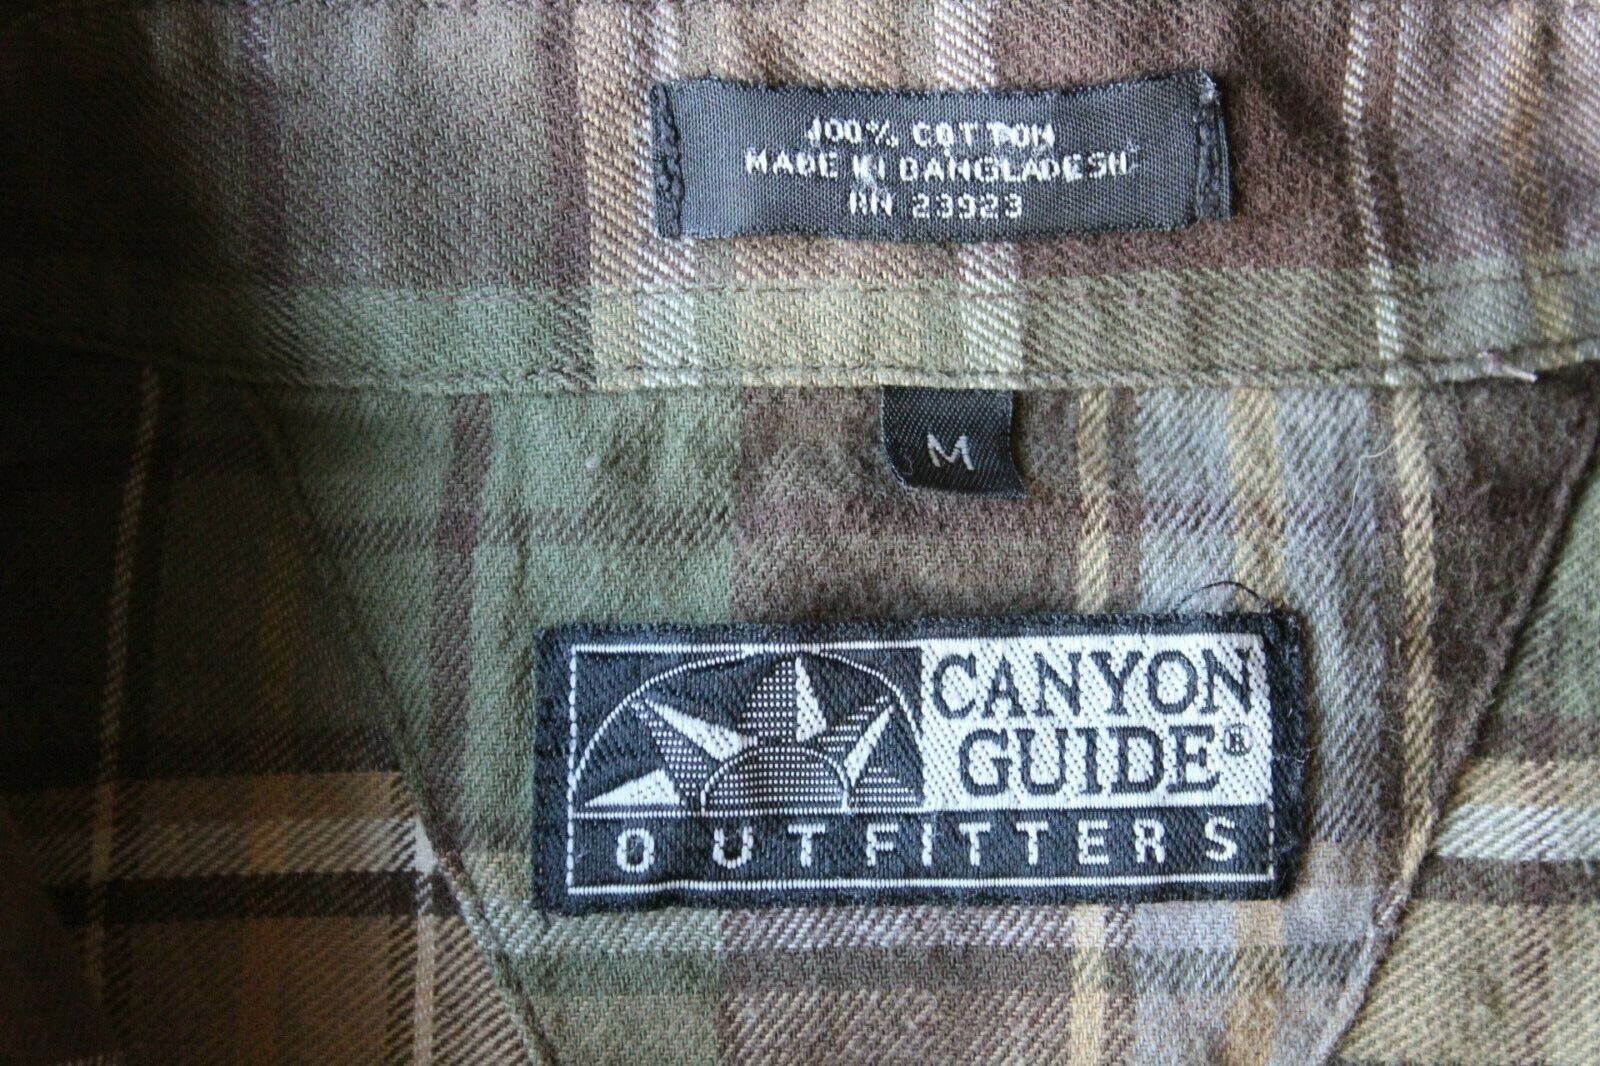 100% COTTON
MADE IN BANGLADESH
RN 23923
M
CANYON
GUIDE®
OUTFITTERS